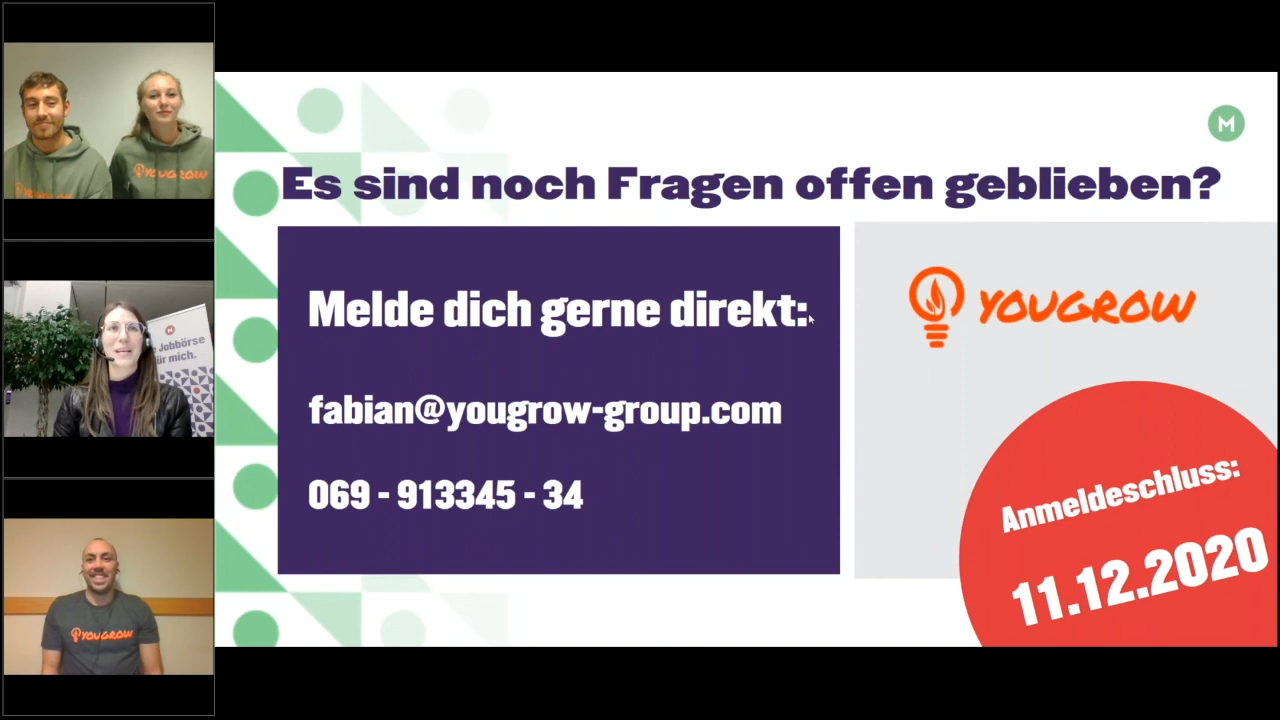 YOUGROW
YOUGROW
M
Es sind noch Fragen offen geblieben?
Melde dich gerne direkt:
fabian@yougrow-group.com
069 - 913345 - 34
YOUGROW
Anmeldeschluss:
11.12.2020
Jobbörse
für mich.
YOUGROW